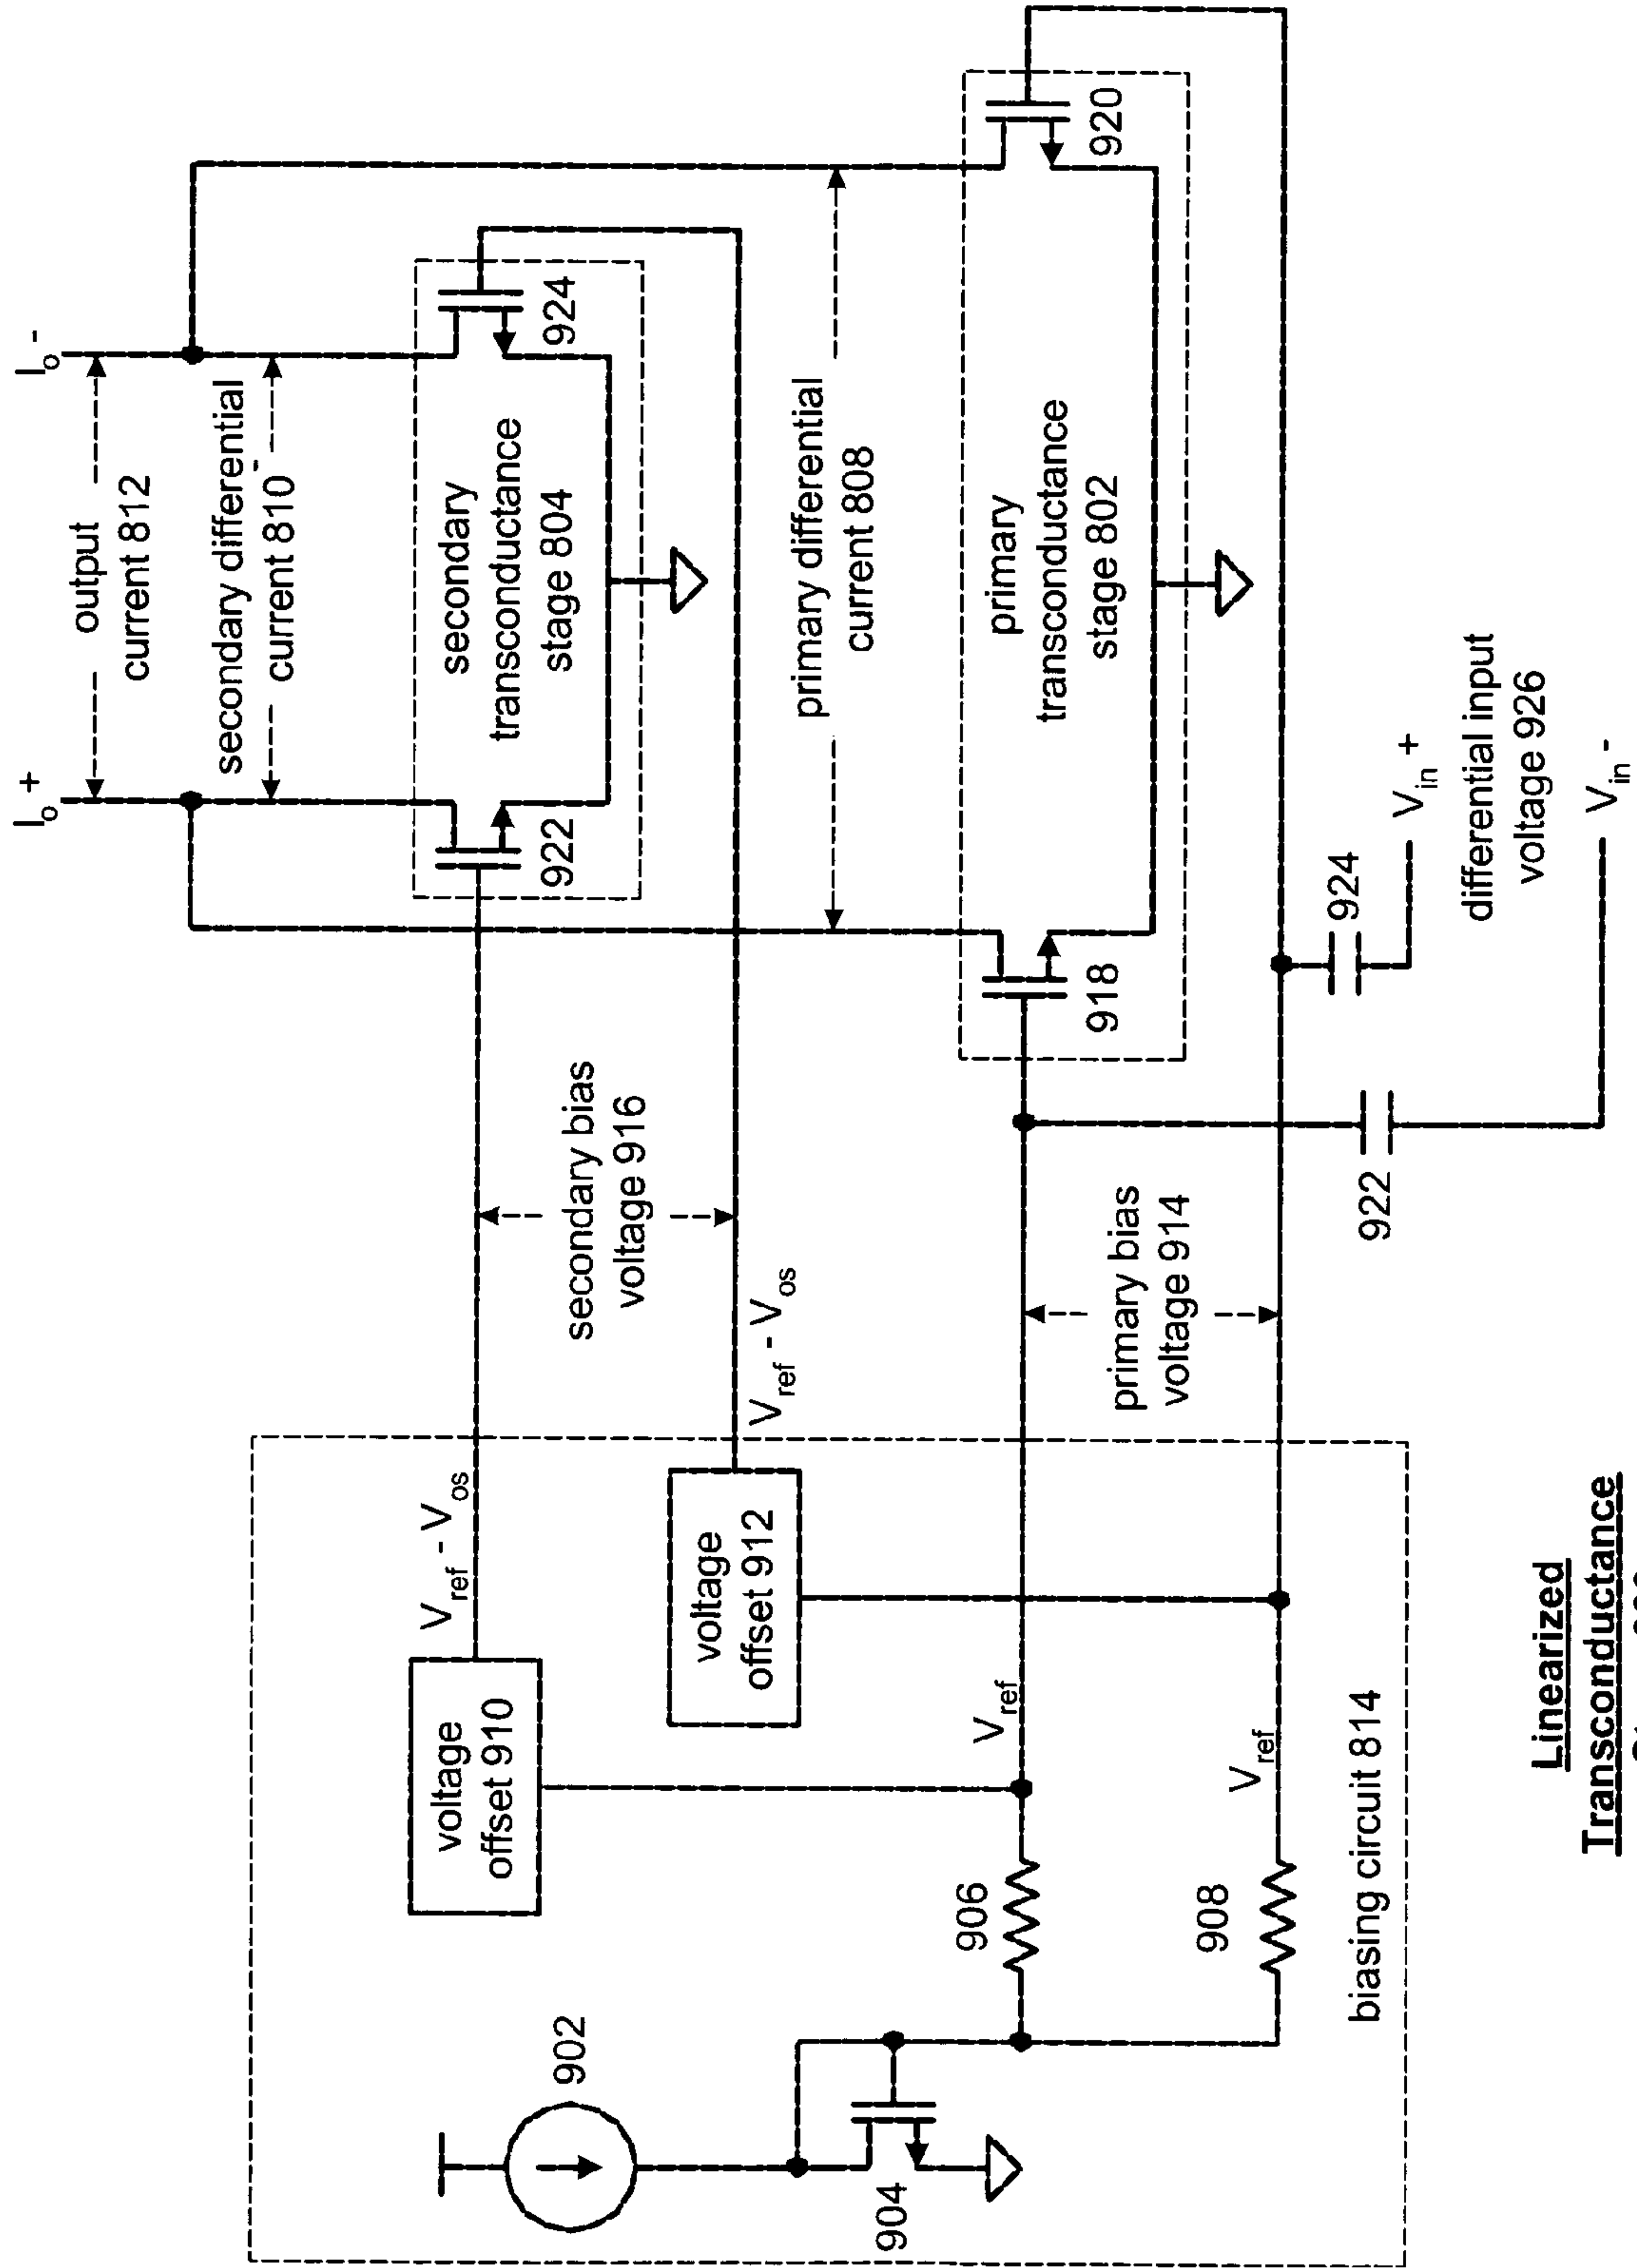 I₀ +
I₀ -
output
current 812
secondary differential
current 810
922
924
secondary
transconductance
stage 804
primary differential
current 808
918
920
primary
transconductance
stage 802
V_ref - V_os
V_ref - V_os
secondary bias
voltage 916
voltage
offset 910
voltage
offset 912
902
904
906
908
V_ref
V_ref
primary bias
voltage 914
922
924
V_in +
differential input
voltage 926
V_in -
biasing circuit 814
Linearized
Transconductance